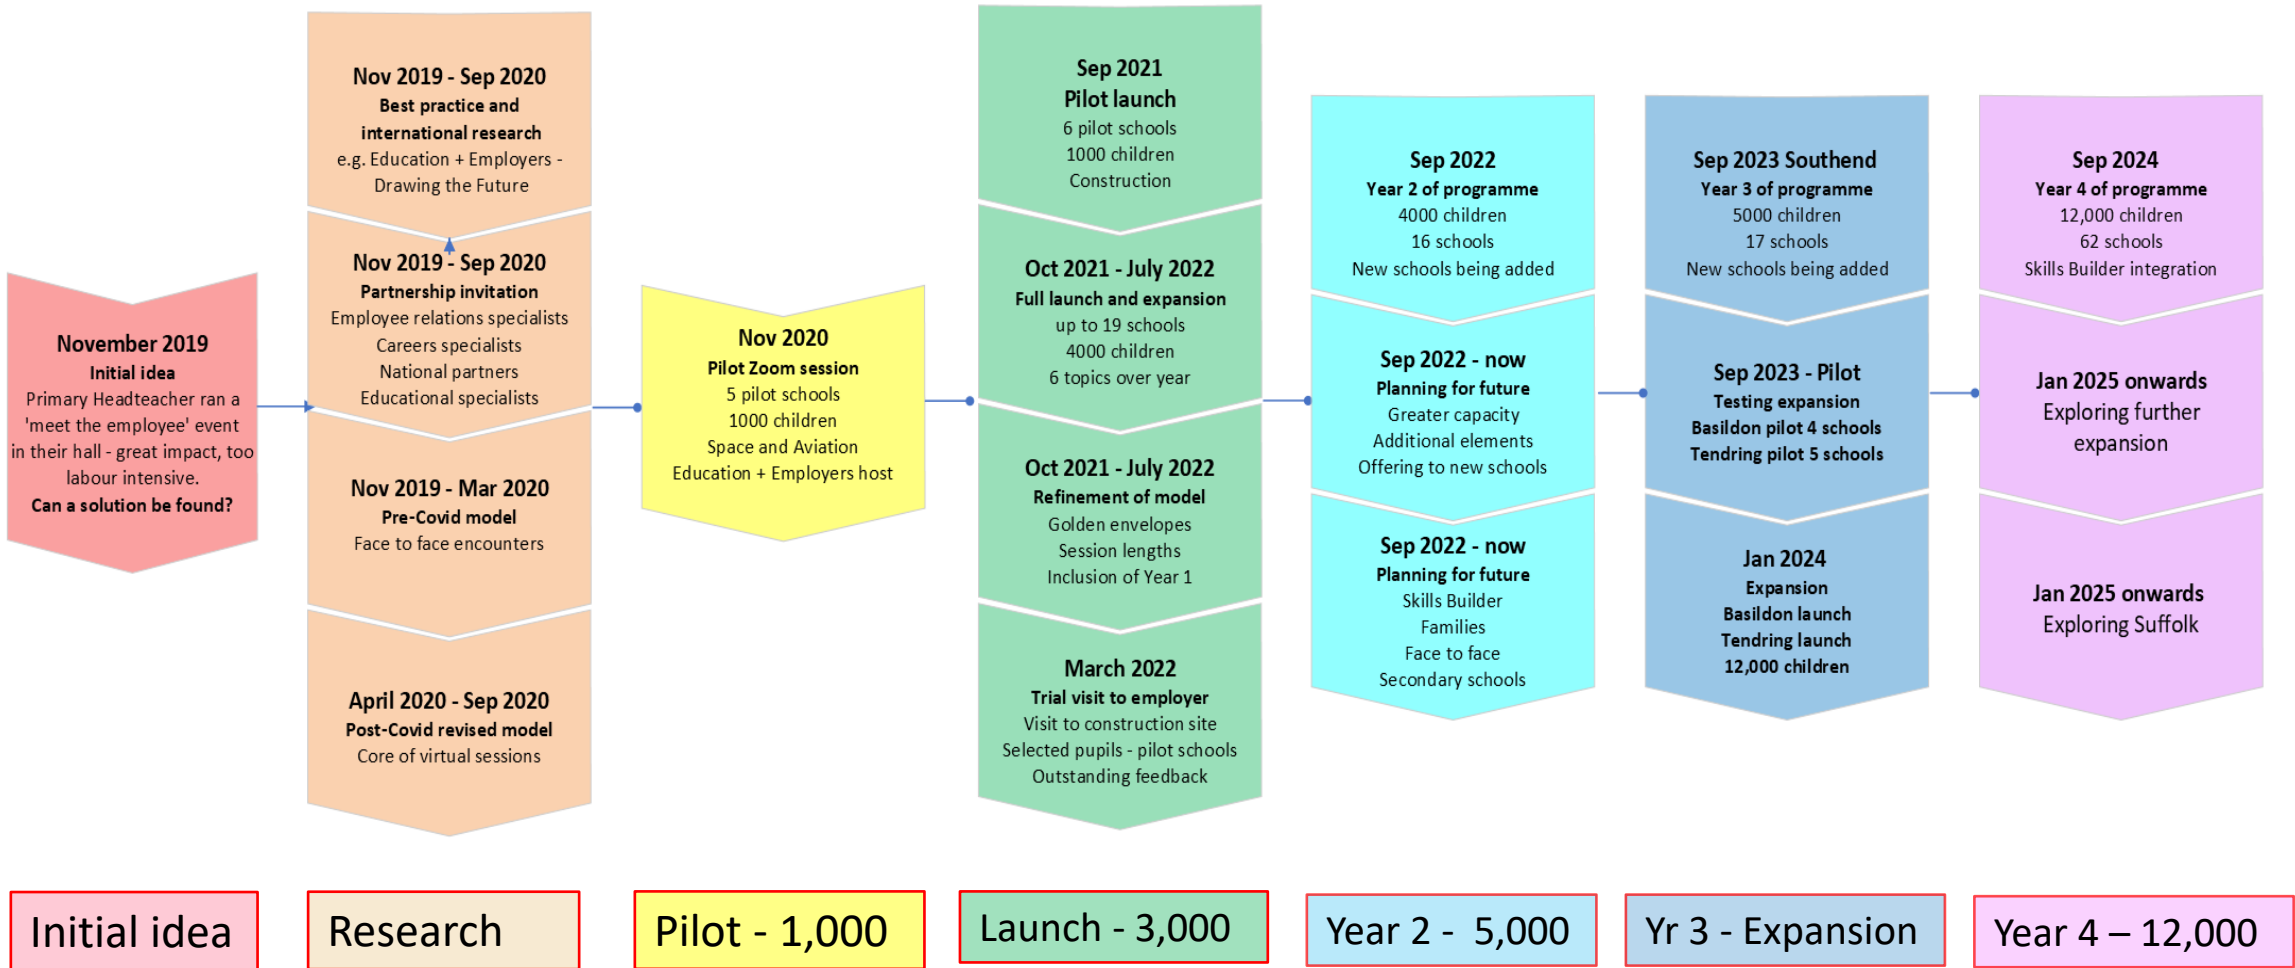 November 2019
Initial idea
Primary Headteacher ran a
'meet the employee' event
in their hall - great impact, too
labour intensive.
Can a solution be found?
Nov 2019 - Sep 2020
Best practice and
international research
e.g. Education + Employers -
Drawing the Future
Nov 2019 - Sep 2020
Partnership invitation
Employee relations specialists
Careers specialists
National partners
Educational specialists
Nov 2019 - Mar 2020
Pre-Covid model
Face to face encounters
April 2020 - Sep 2020
Post-Covid revised model
Core of virtual sessions
Nov 2020
Pilot Zoom session
5 pilot schools
1000 children
Space and Aviation
Education + Employers host
Sep 2021
Pilot launch
6 pilot schools
1000 children
Construction
Oct 2021 - July 2022
Full launch and expansion
up to 19 schools
4000 children
6 topics over year
Oct 2021 - July 2022
Refinement of model
Golden envelopes
Session lengths
Inclusion of Year 1
March 2022
Trial visit to employer
Visit to construction site
Selected pupils - pilot schools
Outstanding feedback
Sep 2022
Year 2 of programme
4000 children
16 schools
New schools being added
Sep 2022 - now
Planning for future
Greater capacity
Additional elements
Offering to new schools
Sep 2022 - now
Planning for future
Skills Builder
Families
Face to face
Secondary schools
Sep 2023 Southend
Year 3 of programme
5000 children
17 schools
New schools being added
Sep 2023 - Pilot
Testing expansion
Basildon pilot 4 schools
Tendring pilot 5 schools
Jan 2024
Expansion
Basildon launch
Tendring launch
12,000 children
Sep 2024
Year 4 of programme
12,000 children
62 schools
Skills Builder integration
Jan 2025 onwards
Exploring further
expansion
Jan 2025 onwards
Exploring Suffolk
Initial idea
Research
Pilot - 1,000
Launch - 3,000
Year 2 - 5,000
Yr 3 - Expansion
Year 4 – 12,000